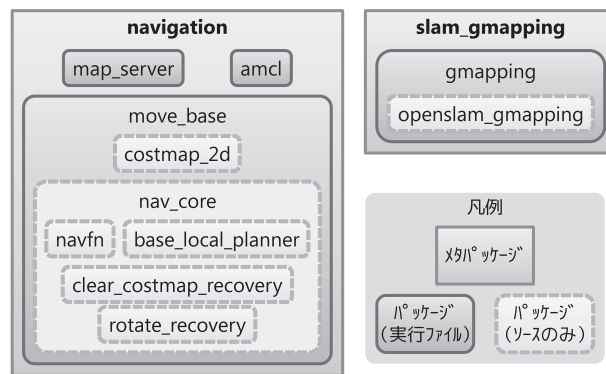 navigation
map_server
amcl
move_base
costmap_2d
nav_core
navfn
base_local_planner
clear_costmap_recovery
rotate_recovery
slam_gmapping
gmapping
openslam_gmapping
凡例
ﾒﾀﾊﾟｯｹｰｼﾞ
ﾊﾟｯｹｰｼﾞ
(実行ﾌｧｲﾙ)
ﾊﾟｯｹｰｼﾞ
(ｿｰｽのみ)